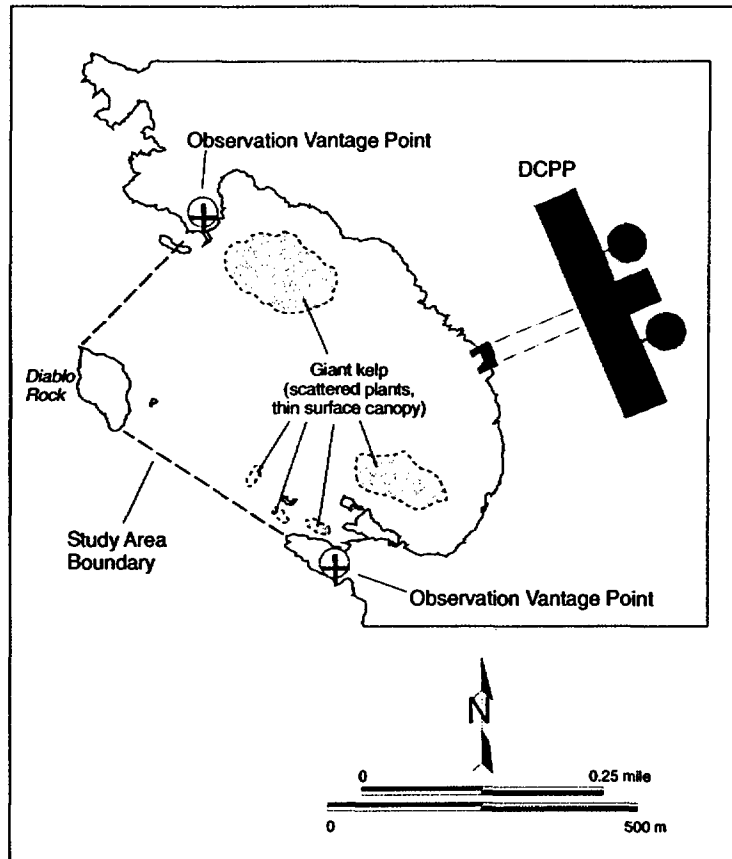 Observation Vantage Point
DCPP
Diablo
Rock
Giant kelp
(scattered plants,
thin surface canopy)
Study Area
Boundary
Observation Vantage Point
N
0 0.25 mile
0 500 m